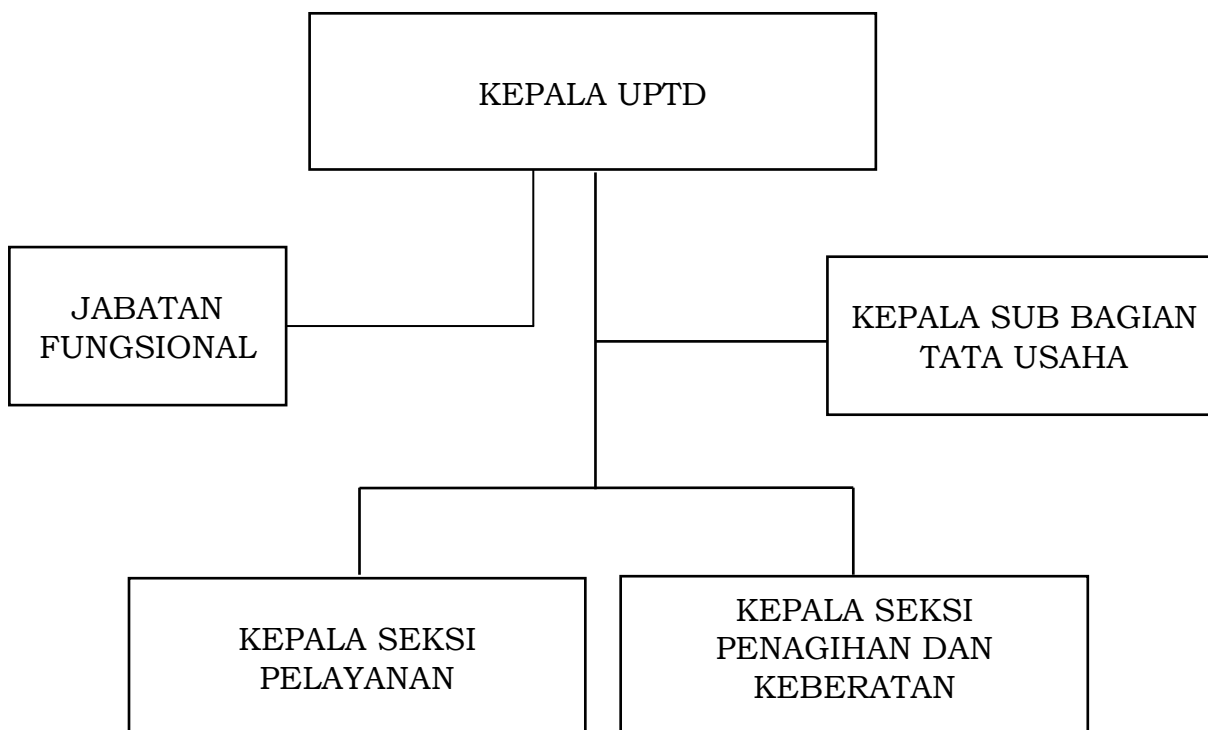 KEPALA UPTD
JABATAN
FUNGSIONAL
KEPALA SUB BAGIAN
TATA USAHA
KEPALA SEKSI
PELAYANAN
KEPALA SEKSI
PENAGIHAN DAN
KEBERATAN